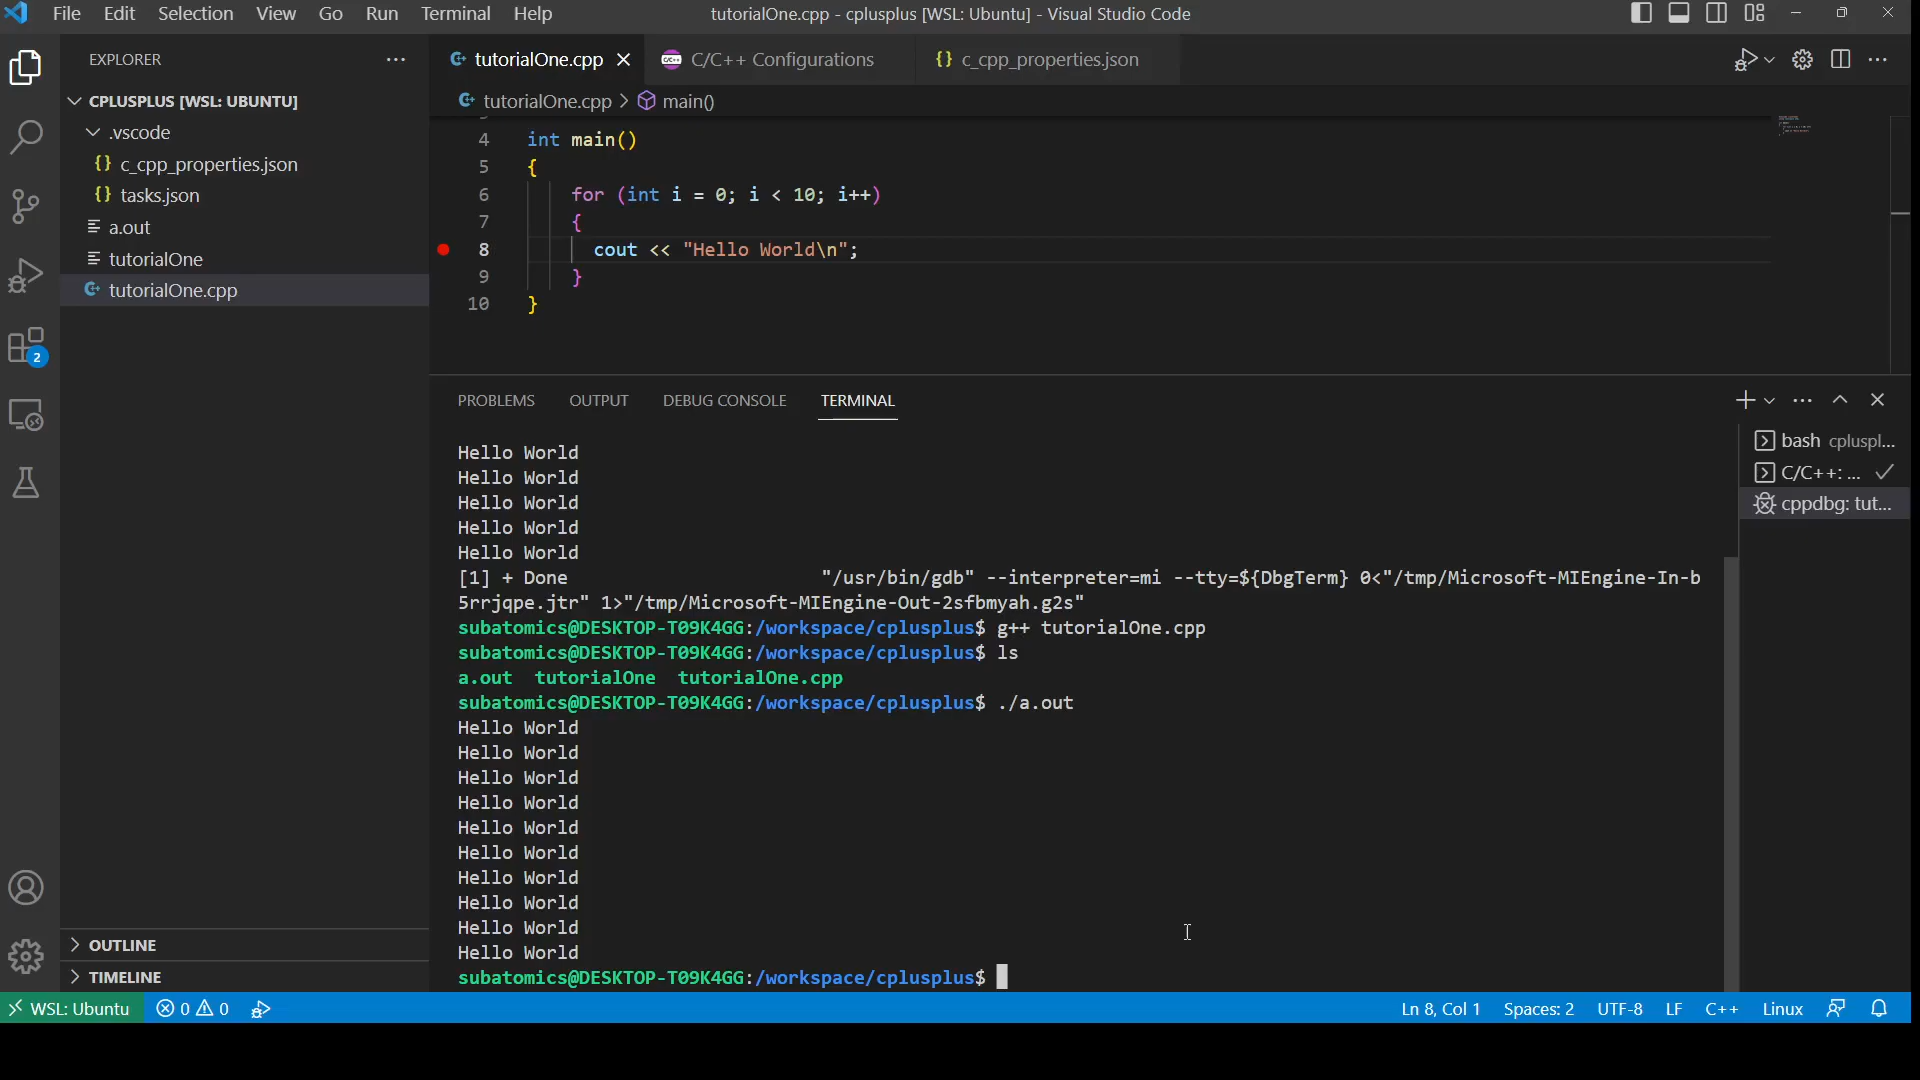 File Edit Selection View Go Run Terminal Help
tutorialOne.cpp - cplusplus [WSL: Ubuntu] - Visual Studio Code
EXPLORER
CPLUSPLUS [WSL: UBUNTU]
.vscode
{} c_cpp_properties.json
{} tasks.json
a.out
tutorialOne
tutorialOne.cpp
2
OUTLINE
TIMELINE
tutorialOne.cpp
C/C++ Configurations
{} c_cpp_properties.json
tutorialOne.cpp > main()
4 int main()
5 {
6 for (int i = 0; i < 10; i++)
7 {
8 cout << "Hello World\n";
9 }
10 }
PROBLEMS OUTPUT DEBUG CONSOLE TERMINAL
Hello World
Hello World
Hello World
Hello World
Hello World
[1] + Done "/usr/bin/gdb" --interpreter=mi --tty=${DbgTerm} 0<"/tmp/Microsoft-MIEngine-In-b
5rrjqpe.jtr" 1>"/tmp/Microsoft-MIEngine-Out-2sfbmyah.g2s"
subatomics@DESKTOP-T09K4GG:/workspace/cplusplus$ g++ tutorialOne.cpp
subatomics@DESKTOP-T09K4GG:/workspace/cplusplus$ ls
a.out tutorialOne tutorialOne.cpp
subatomics@DESKTOP-T09K4GG:/workspace/cplusplus$ ./a.out
Hello World
Hello World
Hello World
Hello World
Hello World
Hello World
Hello World
Hello World
Hello World
Hello World
subatomics@DESKTOP-T09K4GG:/workspace/cplusplus$
bash cpluspl...
C/C++: ...
cppdbg: tut...
WSL: Ubuntu 0 0
Ln 8, Col 1 Spaces: 2 UTF-8 LF C++ Linux